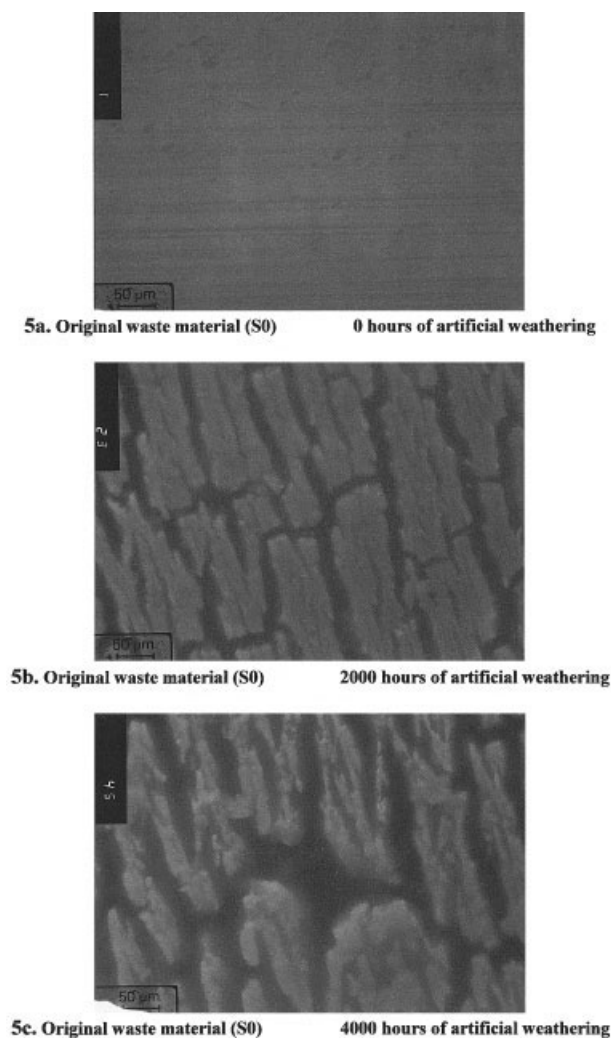 1
50 µm
5a. Original waste material (S0) 0 hours of artificial weathering
50 µm
5b. Original waste material (S0) 2000 hours of artificial weathering
50 µm
5c. Original waste material (S0) 4000 hours of artificial weathering